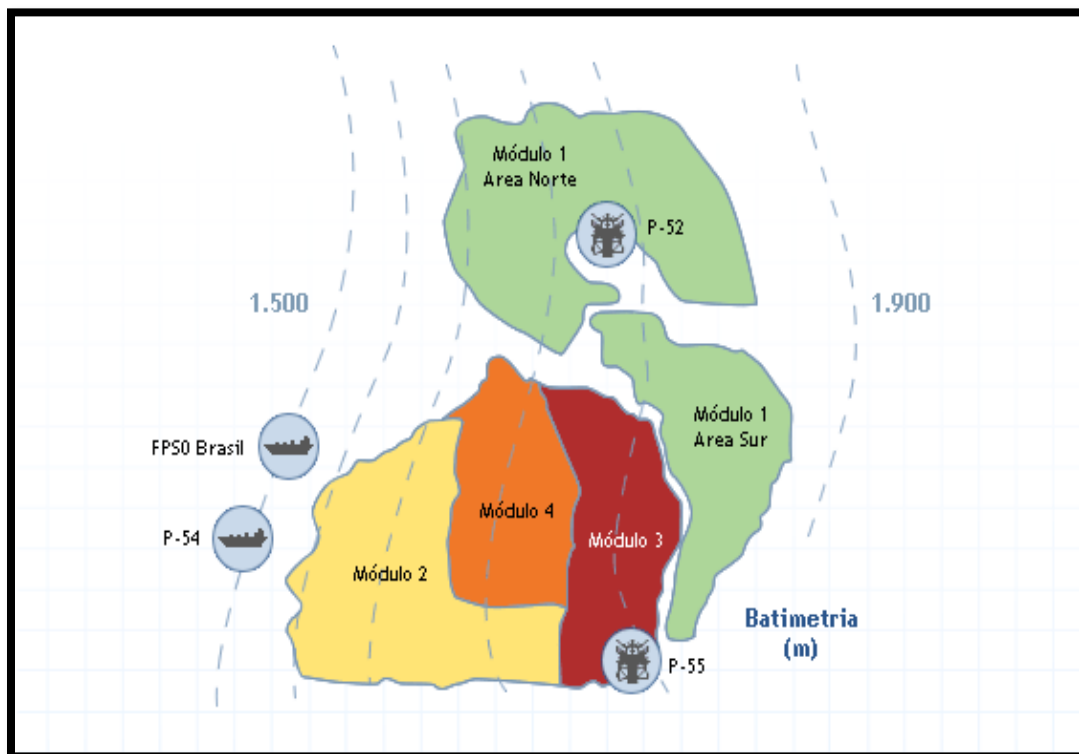 Módulo 1
Area Norte
P-52
1.500
1.900
Módulo 1
Area Sur
FPSO Brasil
P-54
Módulo 4
Módulo 3
Módulo 2
Batimetria
(m)
P-55